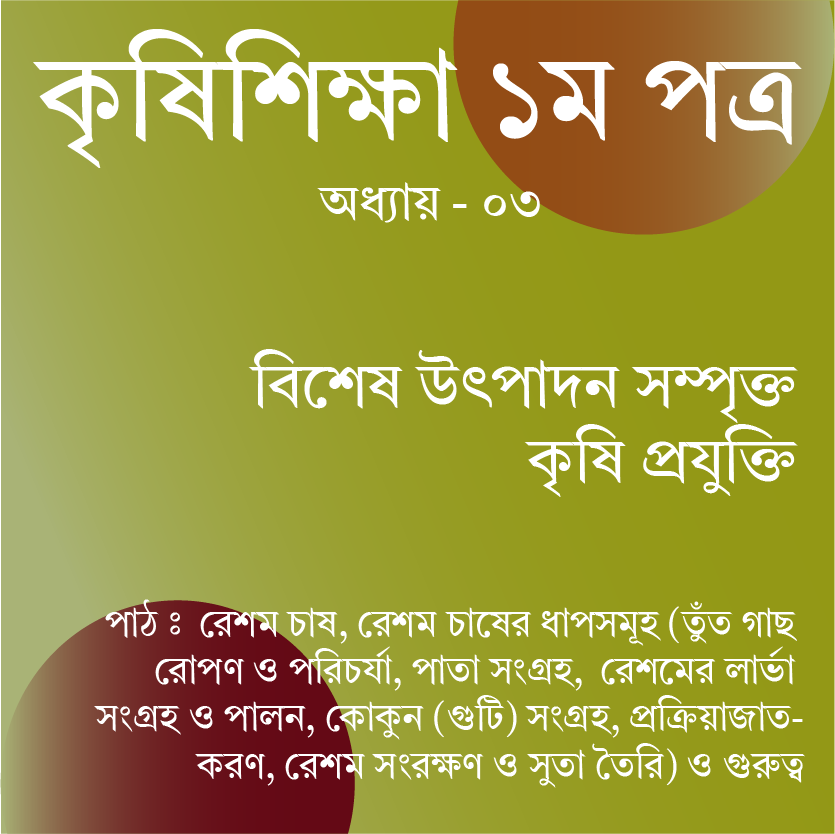 কৃষিশিক্ষা ১ম পত্র
অধ্যায় - ০৩
বিশেষ উৎপাদন সম্পৃক্ত
কৃষি প্রযুক্তি
পাঠ ঃ রেশম চাষ, রেশম চাষের ধাপসমূহ (তুঁত গাছ
রোপণ ও পরিচর্যা, পাতা সংগ্রহ, রেশমের লার্ভা
সংগ্রহ ও পালন, কোকুন (গুটি) সংগ্রহ, প্রক্রিয়াজাত-
করণ, রেশম সংরক্ষণ ও সুতা তৈরি) ও গুরুত্ব